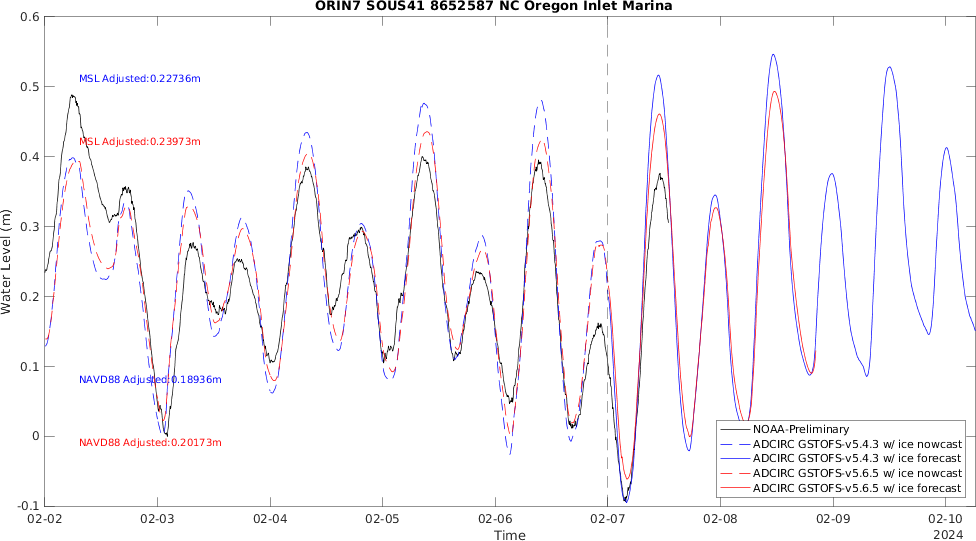 ORIN7 SOUS41 8652587 NC Oregon Inlet Marina
0.6
0.5
0.4
0.3
0.2
0.1
0
-0.1
Water Level (m)
MSL Adjusted:0.22736m
MSL Adjusted:0.23973m
NAVD88 Adjusted:0.18936m
NAVD88 Adjusted:0.20173m
NOAA-Preliminary
ADCIRC GSTOFS-v5.4.3 w/ ice nowcast
ADCIRC GSTOFS-v5.4.3 w/ ice forecast
ADCIRC GSTOFS-v5.6.5 w/ ice nowcast
ADCIRC GSTOFS-v5.6.5 w/ ice forecast
02-02 02-03 02-04 02-05 02-06 02-07 02-08 02-09 02-10
Time
2024